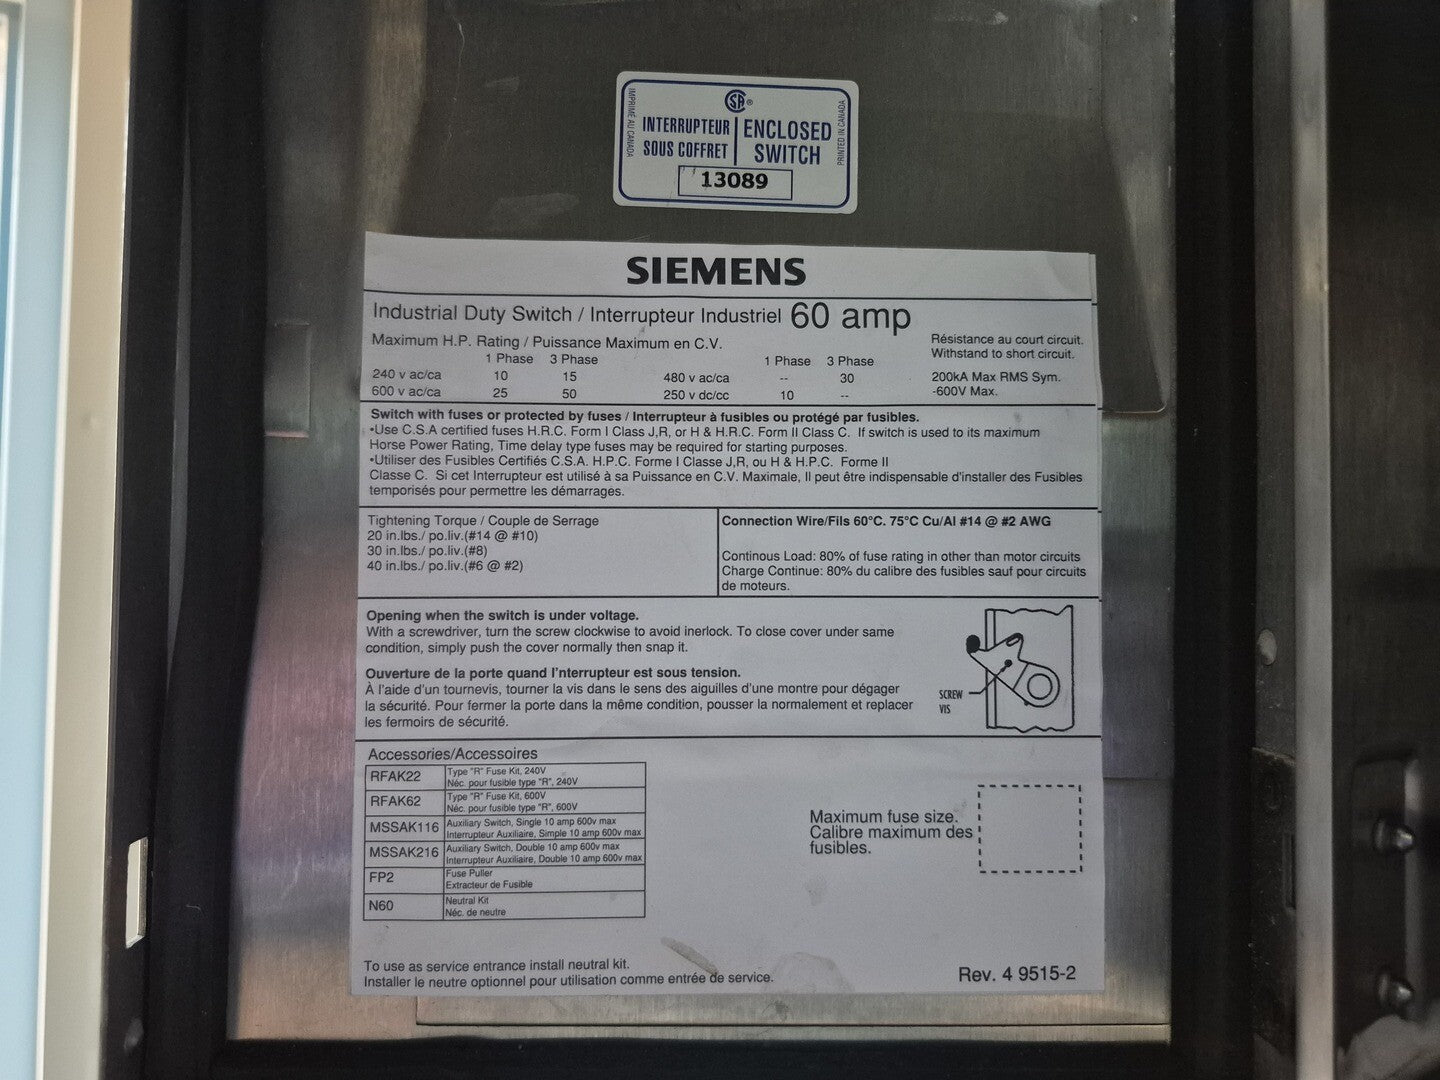 IMPRIMÉ AU CANADA
SA ®
INTERRUPTEUR SOUS COFFRET
ENCLOSED SWITCH
PRINTED IN CANADA
13089
SIEMENS
Industrial Duty Switch / Interrupteur Industriel 60 amp
Maximum H.P. Rating / Puissance Maximum en C.V.
1 Phase 3 Phase 1 Phase 3 Phase
240 v ac/ca 10 15 480 v ac/ca -- 30
600 v ac/ca 25 50 250 v dc/cc 10 --
Résistance au court circuit.
Withstand to short circuit.
200kA Max RMS Sym.
-600V Max.
Switch with fuses or protected by fuses / Interrupteur à fusibles ou protégé par fusibles.
•Use C.S.A certified fuses H.R.C. Form I Class J,R, or H & H.R.C. Form II Class C. If switch is used to its maximum
Horse Power Rating, Time delay type fuses may be required for starting purposes.
•Utiliser des Fusibles Certifiés C.S.A. H.P.C. Forme I Classe J,R, ou H & H.P.C. Forme II
Classe C. Si cet Interrupteur est utilisé à sa Puissance en C.V. Maximale, Il peut être indispensable d'installer des Fusibles
temporisés pour permettre les démarrages.
Tightening Torque / Couple de Serrage
20 in.lbs./ po.liv.(#14 @ #10)
30 in.lbs./ po.liv.(#8)
40 in.lbs./ po.liv.(#6 @ #2)
Connection Wire/Fils 60°C. 75°C Cu/Al #14 @ #2 AWG
Continous Load: 80% of fuse rating in other than motor circuits
Charge Continue: 80% du calibre des fusibles sauf pour circuits
de moteurs.
Opening when the switch is under voltage.
With a screwdriver, turn the screw clockwise to avoid inerlock. To close cover under same
condition, simply push the cover normally then snap it.
Ouverture de la porte quand l'nterrupteur est sous tension.
À l'aide d'un tournevis, tourner la vis dans le sens des aiguilles d'une montre pour dégager
la sécurité. Pour fermer la porte dans la même condition, pousser la normalement et replacer
les fermoirs de sécurité.
SCREW
VIS
Accessories/Accessoires
RFAK22 Type "R" Fuse Kit, 240V
Néc. pour fusible type "R", 240V
RFAK62 Type "R" Fuse Kit, 600V
Néc. pour fusible type "R", 600V
MSSAK116 Auxiliary Switch, Single 10 amp 600v max
Interrupteur Auxiliaire, Simple 10 amp 600v max
MSSAK216 Auxiliary Switch, Double 10 amp 600v max
Interrupteur Auxiliaire, Double 10 amp 600v max
FP2 Fuse Puller
Extracteur de Fusible
N60 Neutral Kit
Néc. de neutre
Maximum fuse size.
Calibre maximum des
fusibles.
To use as service entrance install neutral kit.
Installer le neutre optionnel pour utilisation comme entrée de service.
Rev. 4 9515-2